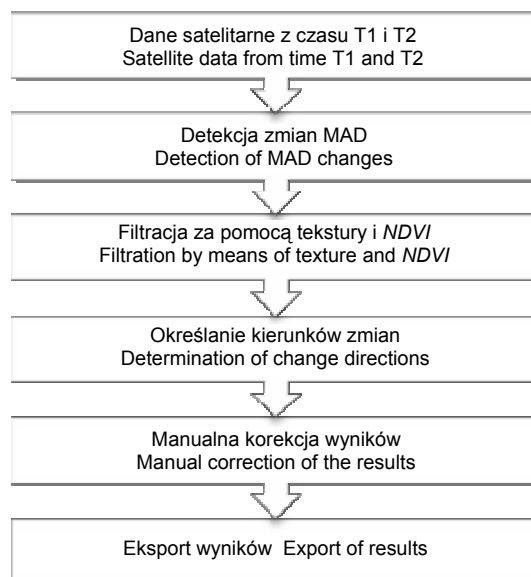 Dane satelitarne z czasu T1 i T2
Satellite data from time T1 and T2
Detekcja zmian MAD
Detection of MAD changes
Filtracja za pomocą tekstury i NDVI
Filtration by means of texture and NDVI
Określanie kierunków zmian
Determination of change directions
Manualna korekcja wyników
Manual correction of the results
Eksport wyników Export of results